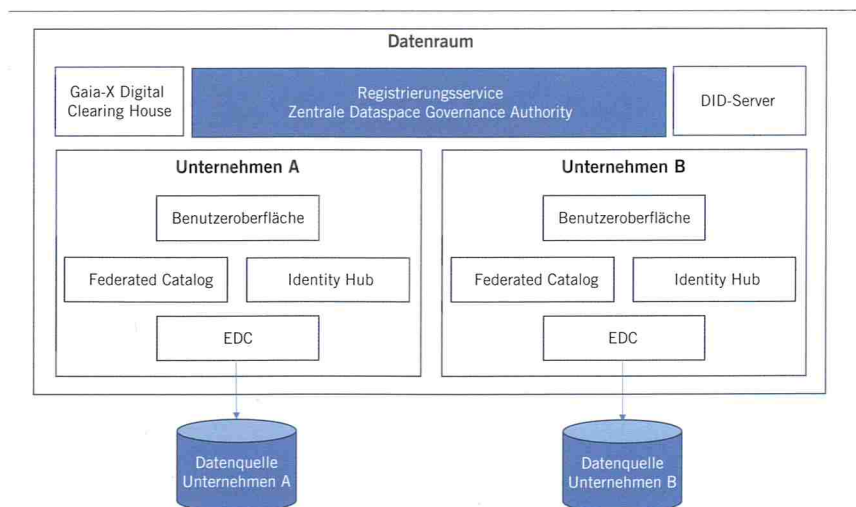 Datenraum
Gaia-X Digital
Clearing House
Registrierungsservice
Zentrale Dataspace Governance Authority
DID-Server
Unternehmen A
Benutzeroberfläche
Federated Catalog
Identity Hub
EDC
Unternehmen B
Benutzeroberfläche
Federated Catalog
Identity Hub
EDC
Datenquelle
Unternehmen A
Datenquelle
Unternehmen B